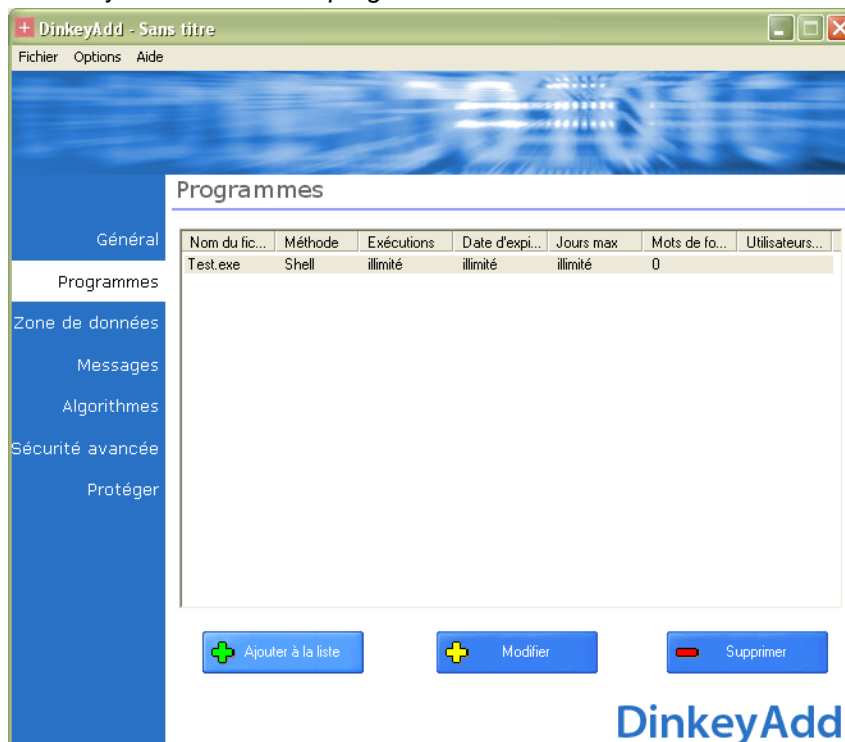 DinkeyAdd - Sans titre
Fichier Options Aide
Programmes
Général
Programmes
Zone de données
Messages
Algorithmes
Sécurité avancée
Protéger
Nom du fic... Méthode Exécutions Date d'expi... Jours max Mots de fo... Utilisateurs...
Test.exe Shell illimité illimité illimité 0
Ajouter à la liste Modifier Supprimer
DinkeyAdd